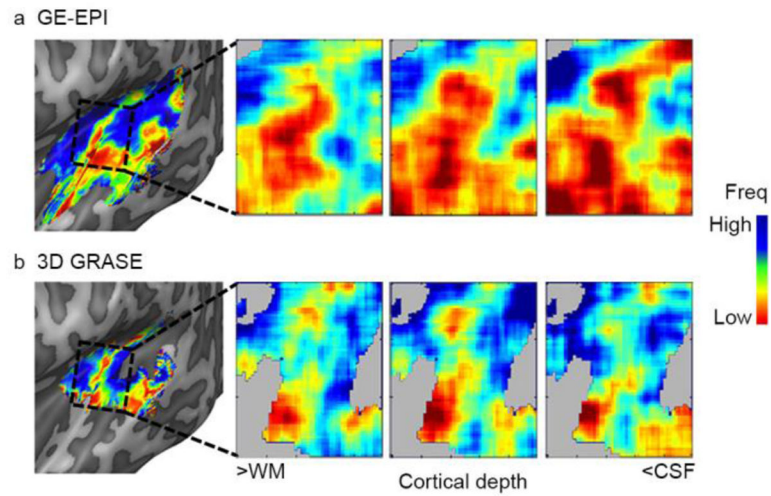 a GE-EPI
Freq
High
Low
b 3D GRASE
>WM
Cortical depth
<CSF